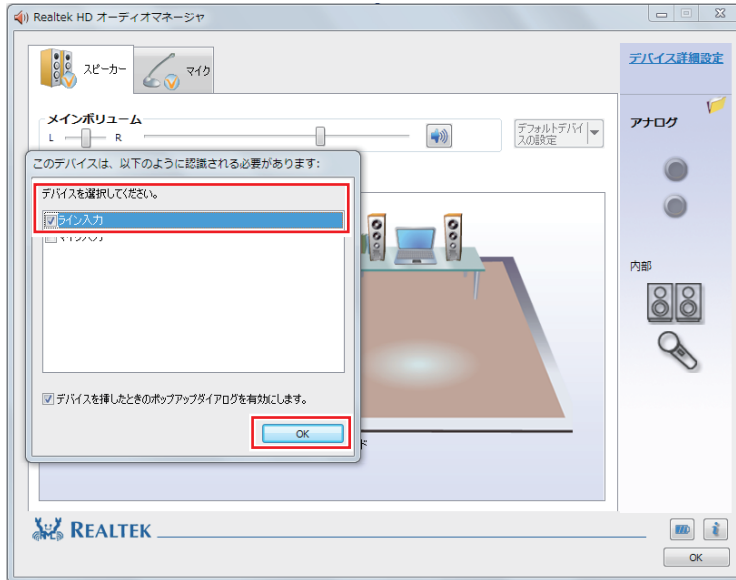 Realtek HD オーディオマネージャ
スピーカー
マイク
デバイス詳細設定
メインボリューム
L
R
デフォルトデバイ
スの設定
アナログ
このデバイスは、以下のように認識される必要があります:
デバイスを選択してください。
ライン入力
マイク入力
内部
デバイスを挿したときのポップアップダイアログを有効にします。
OK
ド
REALTEK
OK